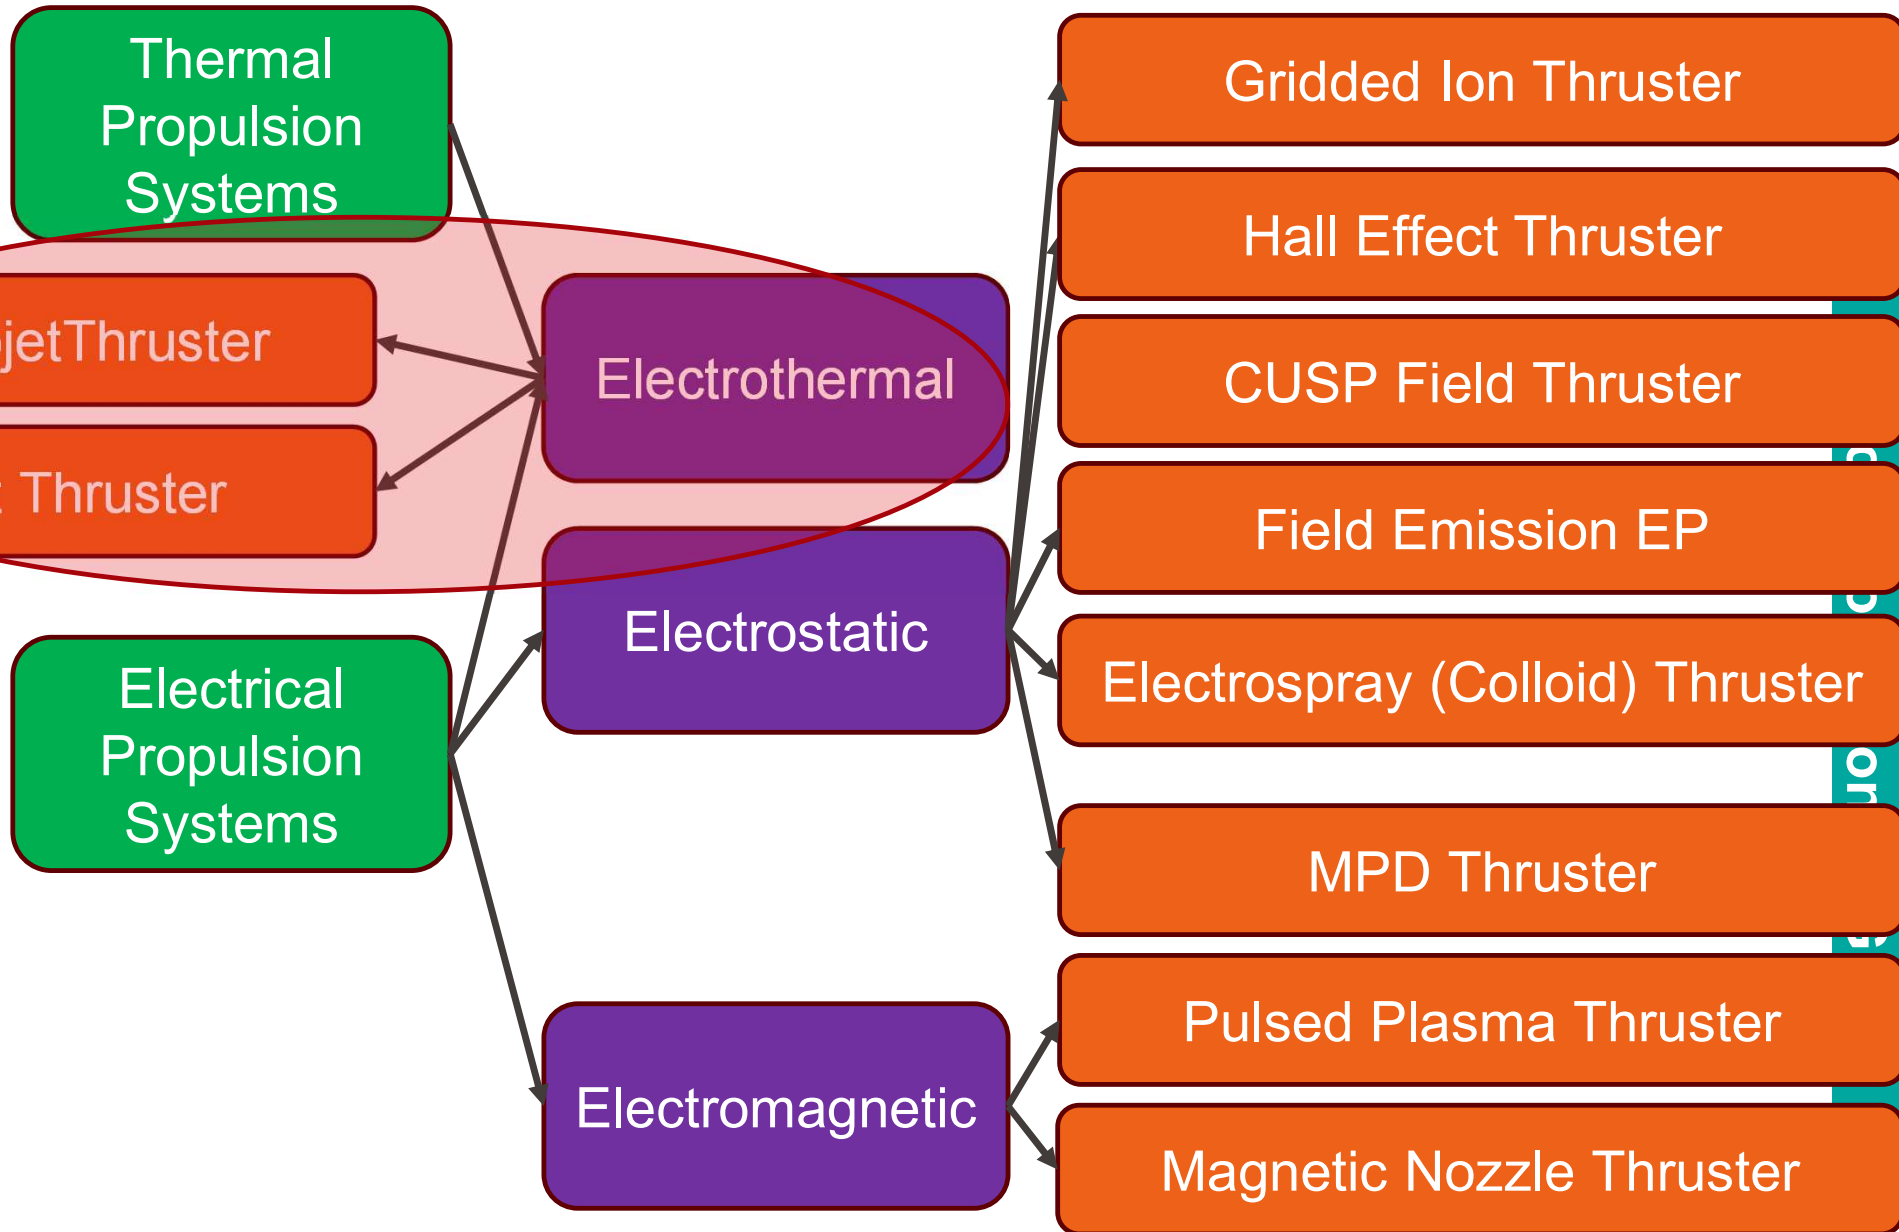 Thermal
Propulsion
Systems
jetThruster
Thruster
Electrical
Propulsion
Systems
Electrothermal
Electrostatic
Electromagnetic
Gridded Ion Thruster
Hall Effect Thruster
CUSP Field Thruster
Field Emission EP
Electrospray (Colloid) Thruster
MPD Thruster
Pulsed Plasma Thruster
Magnetic Nozzle Thruster